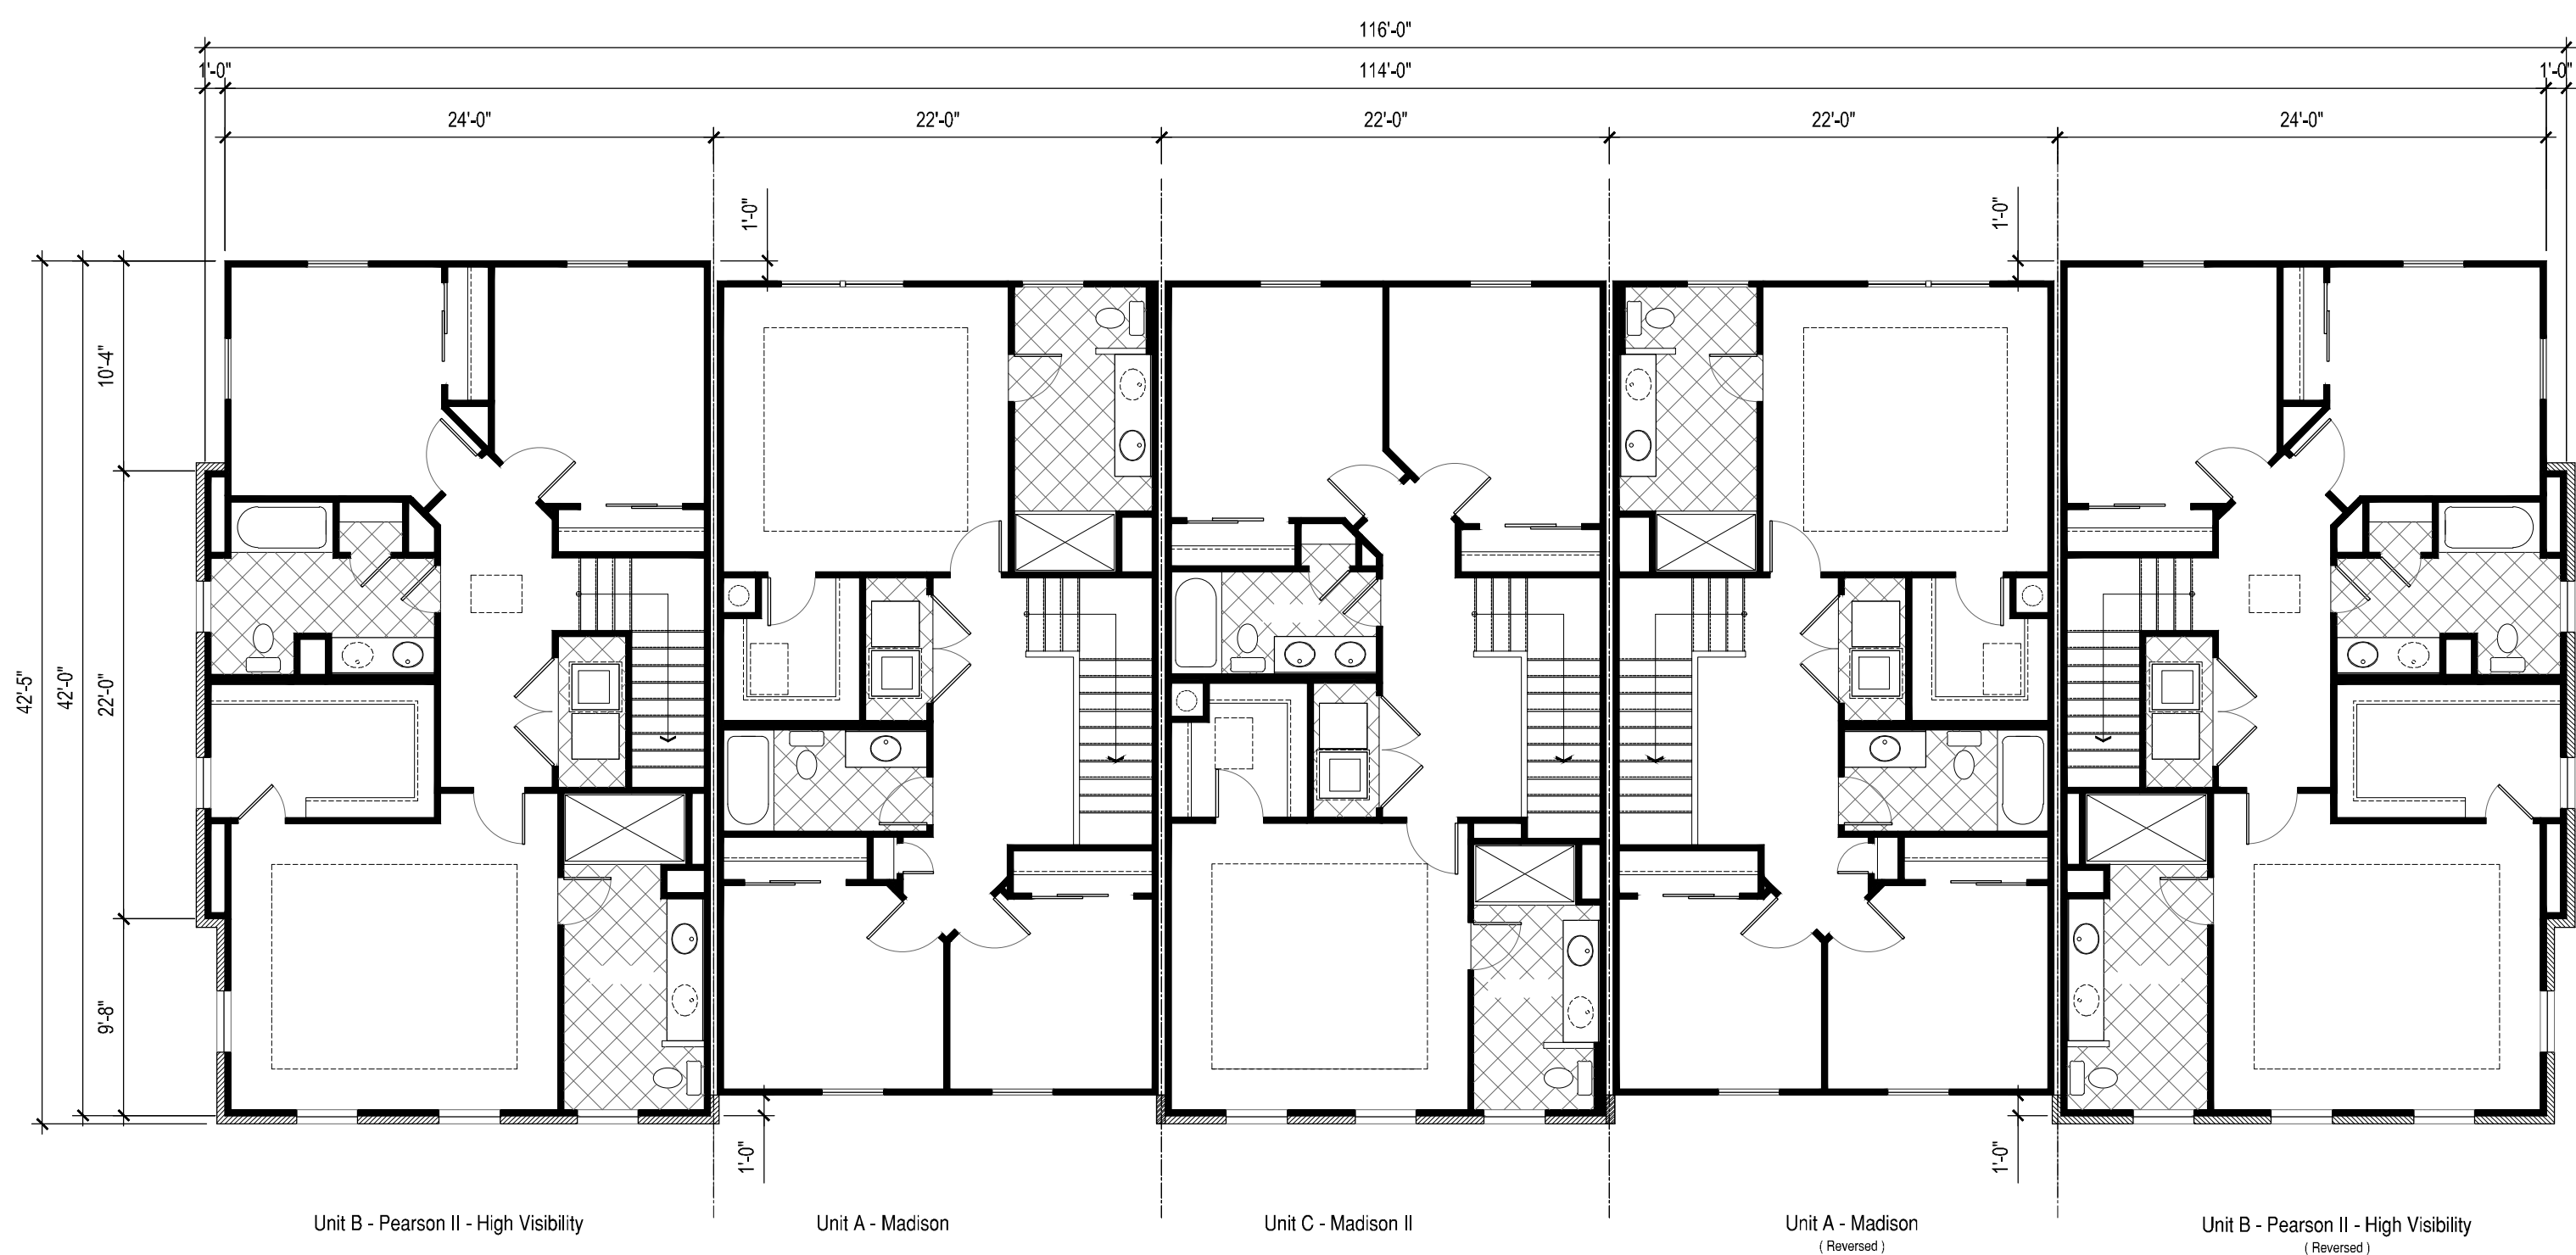 116'-0"
1'-0"
114'-0"
1'-0"
24'-0"
22'-0"
22'-0"
22'-0"
24'-0"
1'-0"
1'-0"
10'-4"
42'-5"
42'-0"
22'-0"
9'-8"
1'-0"
1'-0"
Unit B - Pearson II - High Visibility
Unit A - Madison
Unit C - Madison II
Unit A - Madison
( Reversed )
Unit B - Pearson II - High Visibility
( Reversed )